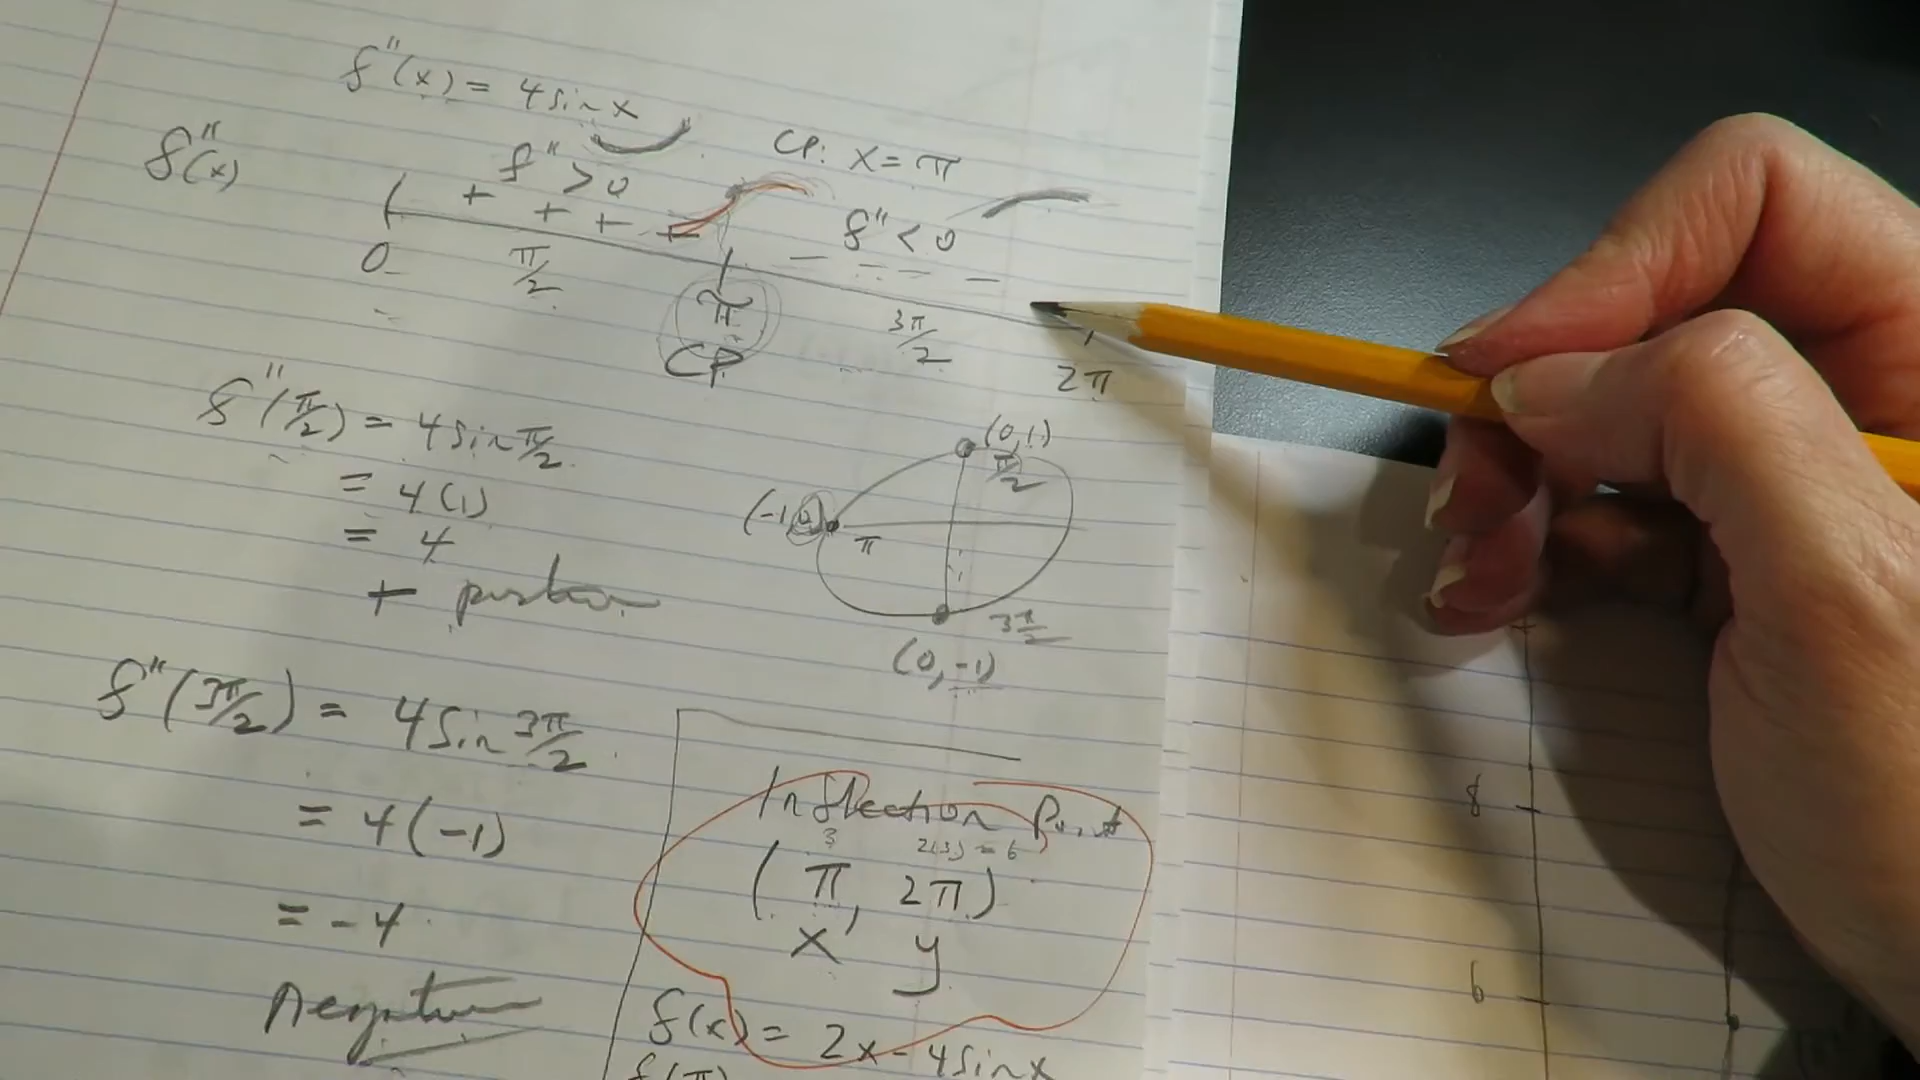 f''(x) = 4 sin x
CP: x = π
f''(x)
f'' > 0
+ + + +
f'' < 0
- - - -
0
π/2
π
CP
3π/2
2π
f''(π/2) = 4 sin π/2
= 4(1)
= 4
+ positive
(0,1)
π/2
(-1,0)
π
3π/2
(0,-1)
f''(3π/2) = 4 sin 3π/2
= 4(-1)
= -4
negative
Inflection Point
3 2(3) = 6
(π, 2π)
x, y
f(x) = 2x - 4 sin x
f(π)
8
6